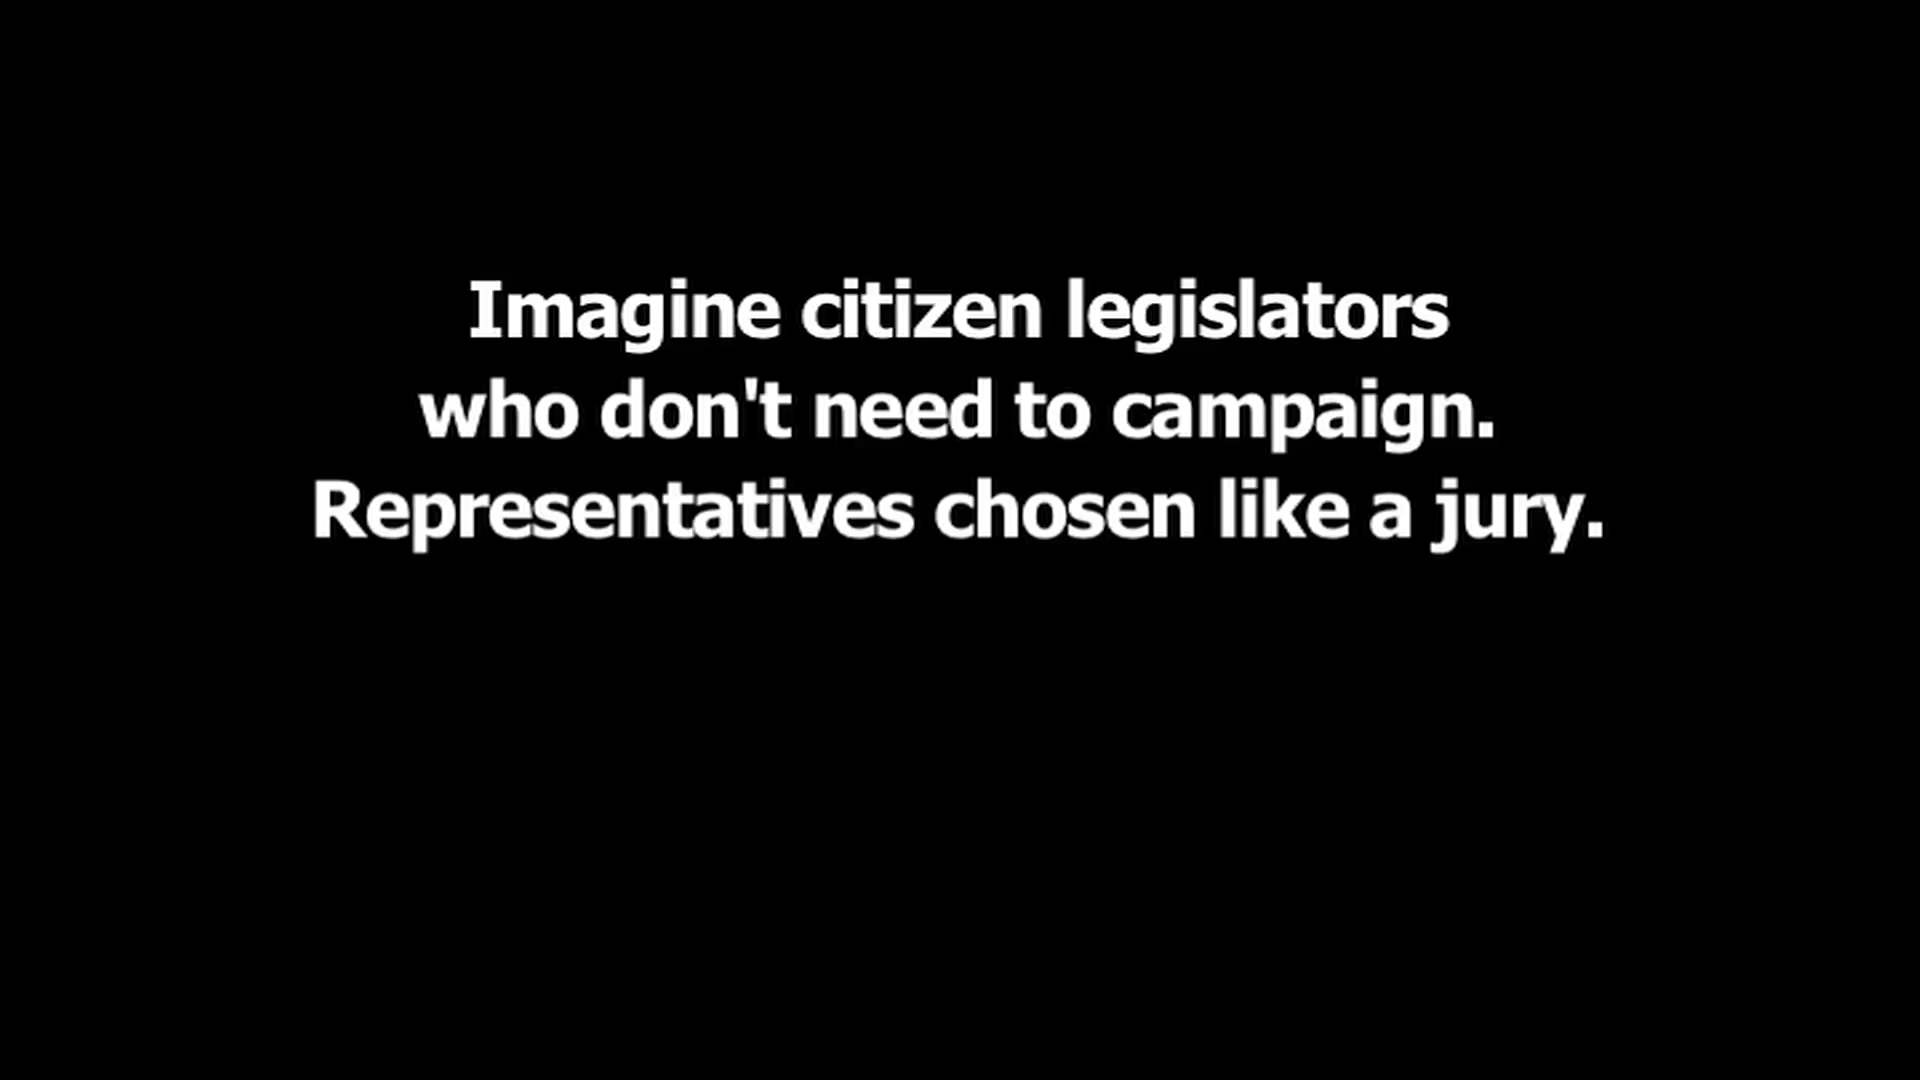 Imagine citizen legislators
who don't need to campaign.
Representatives chosen like a jury.